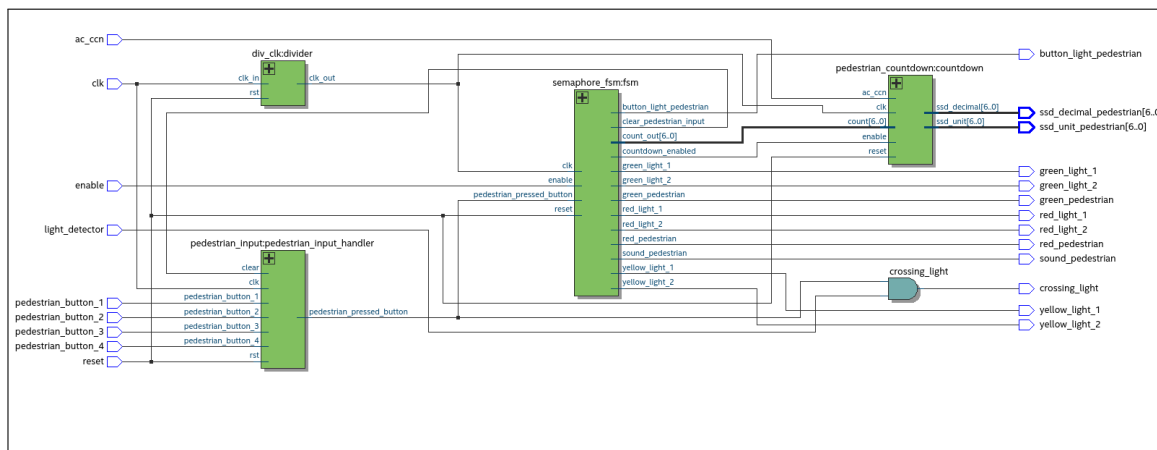 ac_ccn
clk
enable
light_detector
pedestrian_button_1
pedestrian_button_2
pedestrian_button_3
pedestrian_button_4
reset
div_clk:divider
clk_in
rst
clk_out
pedestrian_input:pedestrian_input_handler
clear
clk
pedestrian_button_1
pedestrian_button_2
pedestrian_button_3
pedestrian_button_4
rst
pedestrian_pressed_button
semaphore_fsm:fsm
clk
enable
pedestrian_pressed_button
reset
button_light_pedestrian
clear_pedestrian_input
count_out[6..0]
countdown_enabled
green_light_1
green_light_2
green_pedestrian
red_light_1
red_light_2
red_pedestrian
sound_pedestrian
yellow_light_1
yellow_light_2
pedestrian_countdown:countdown
ac_ccn
clk
count[6..0]
enable
reset
ssd_decimal[6..0]
ssd_unit[6..0]
crossing_light
button_light_pedestrian
ssd_decimal_pedestrian[6..0
ssd_unit_pedestrian[6..0]
green_light_1
green_light_2
green_pedestrian
red_light_1
red_light_2
red_pedestrian
sound_pedestrian
crossing_light
yellow_light_1
yellow_light_2